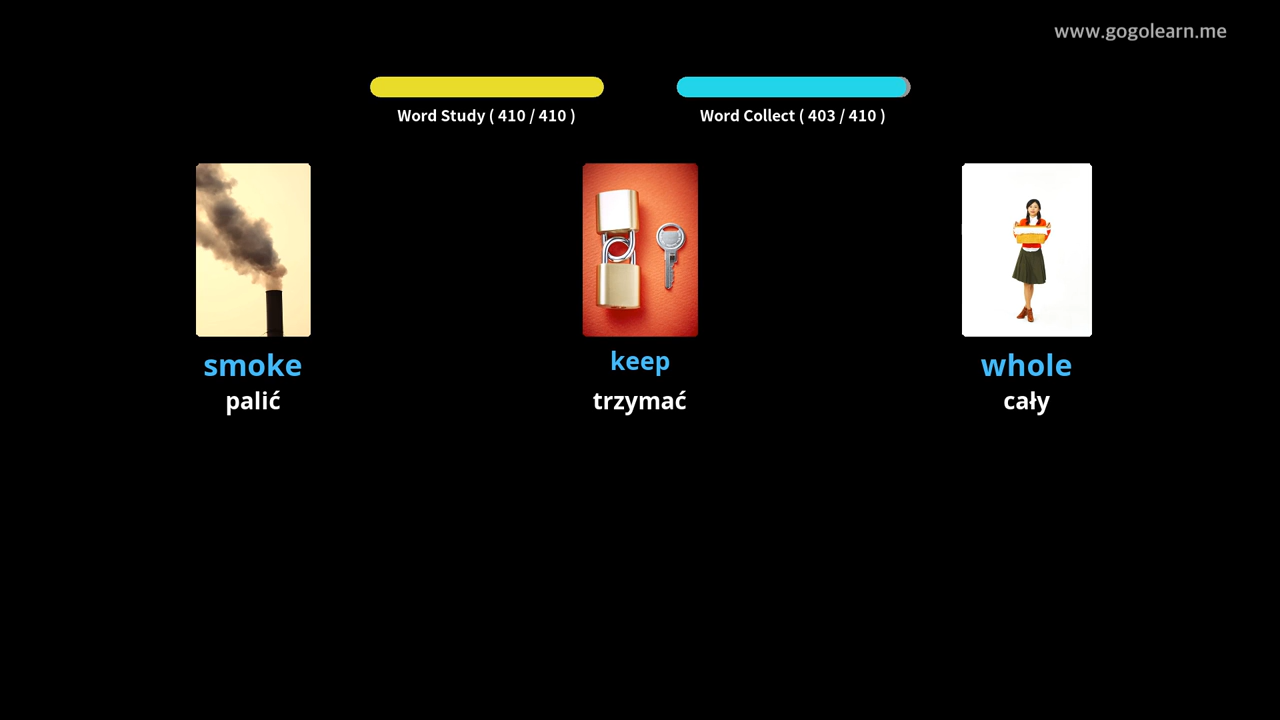 www.gogolearn.me
Word Study ( 410 / 410 )
Word Collect ( 403 / 410 )
smoke
palić
keep
trzymać
whole
cały